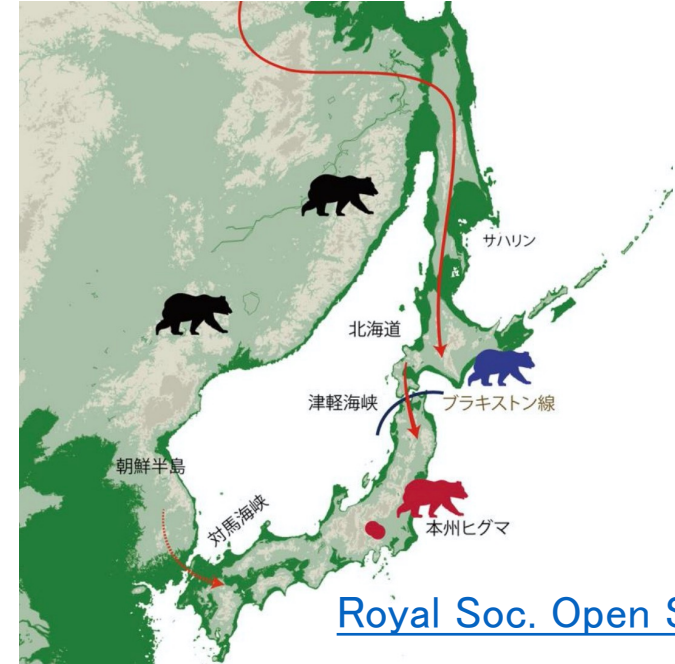 サハリン
北海道
津軽海峡
ブラキストン線
朝鮮半島
対馬海峡
本州ヒグマ
Royal Soc. Open S